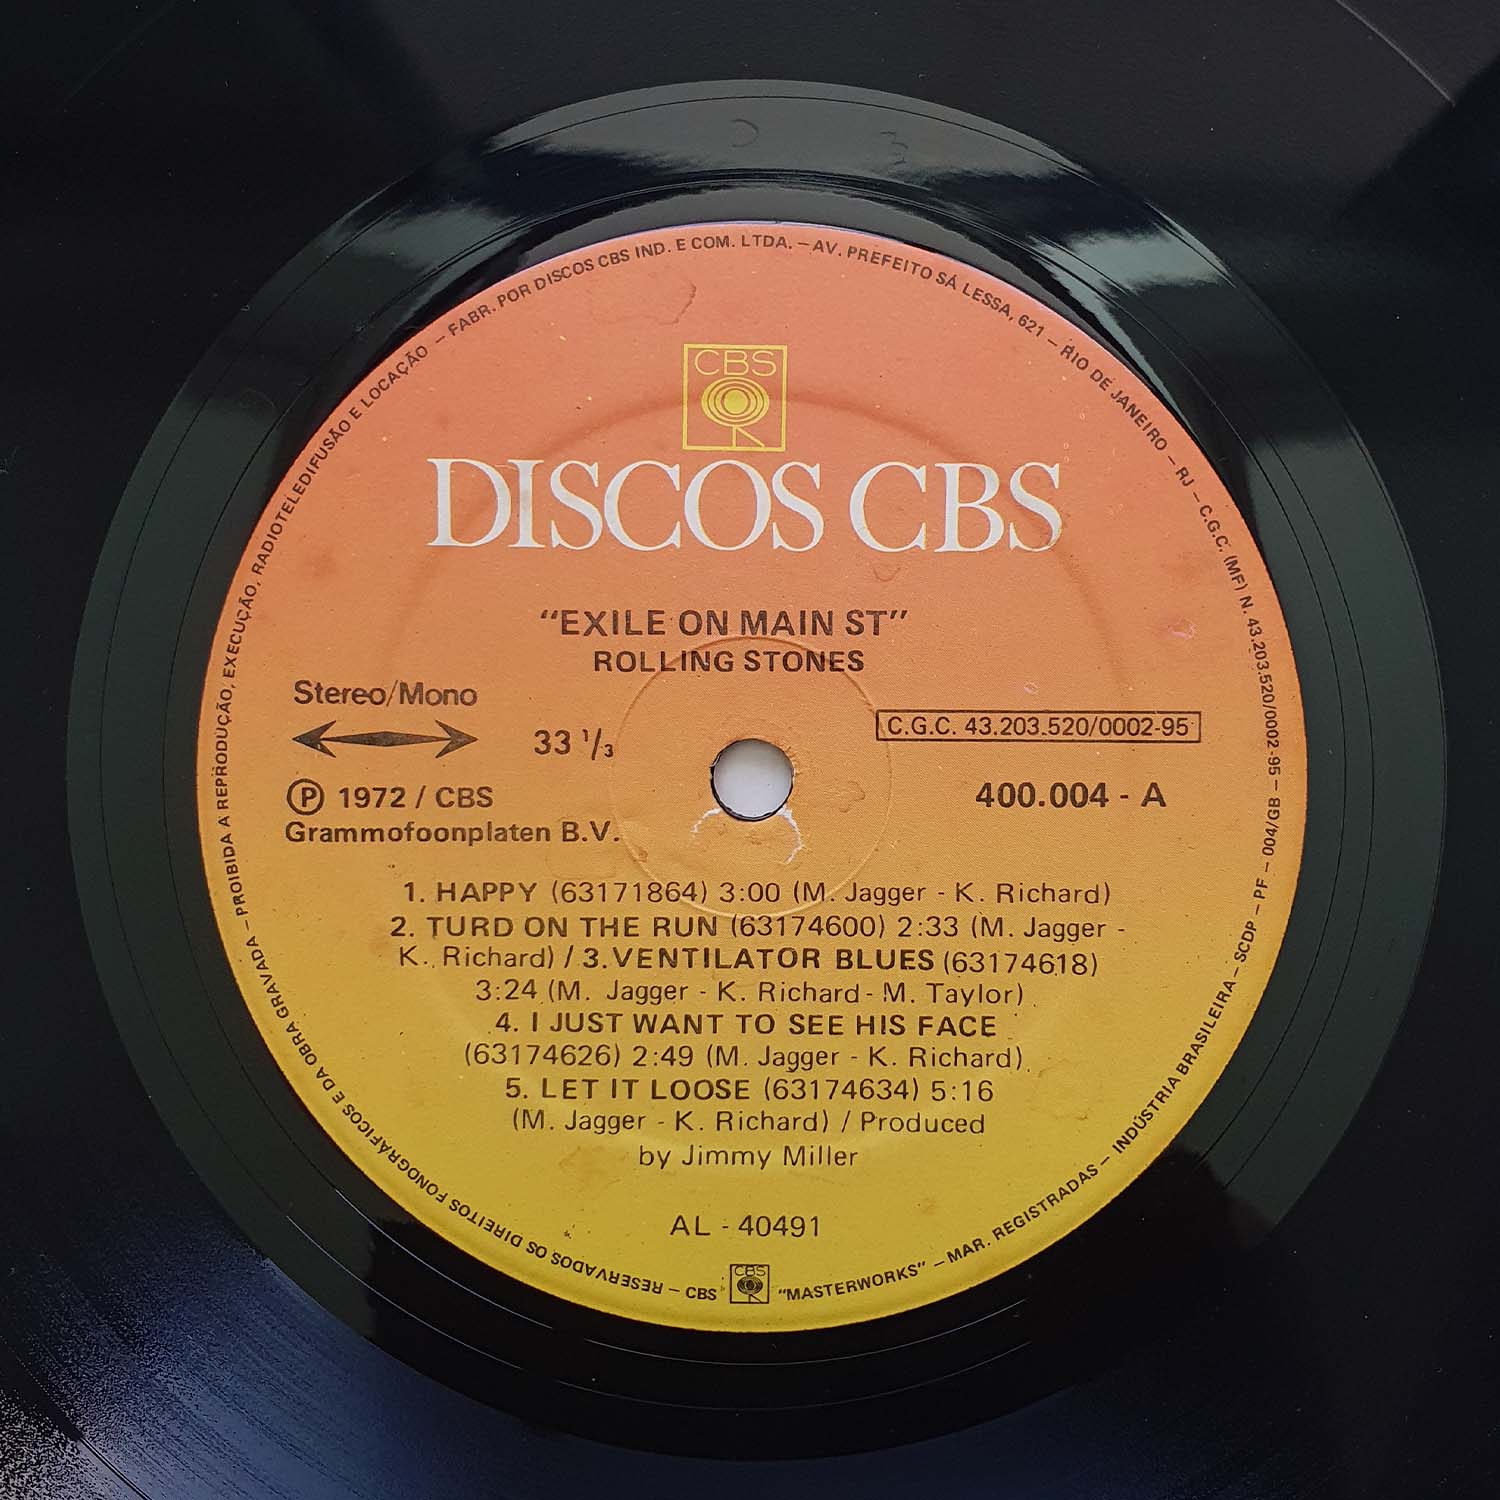 CBS
DISCOS CBS
"EXILE ON MAIN ST"
ROLLING STONES
Stereo/Mono
33 1/3
C.G.C. 43.203.520/0002-95
Ⓟ 1972 / CBS
Grammofoonplaten B.V.
400.004 - A
1. HAPPY (63171864) 3:00 (M. Jagger - K. Richard)
2. TURD ON THE RUN (63174600) 2:33 (M. Jagger -
K. Richard) / 3. VENTILATOR BLUES (63174618)
3:24 (M. Jagger - K. Richard - M. Taylor)
4. I JUST WANT TO SEE HIS FACE
(63174626) 2:49 (M. Jagger - K. Richard)
5. LET IT LOOSE (63174634) 5:16
(M. Jagger - K. Richard) / Produced
by Jimmy Miller
AL - 40491
FABR. POR DISCOS CBS IND. E COM. LTDA. – AV. PREFEITO SÁ LESSA, 621 – RIO DE JANEIRO – RJ – C.G.C. (MF) N. 43.203.520/0002-95 – PF – 004/GB – SCDP – INDÚSTRIA BRASILEIRA – MAR. REGISTRADAS – "MASTERWORKS" CBS CBS – RESERVADOS OS DIREITOS FONOGRÁFICOS E DA OBRA GRAVADA – PROIBIDA A REPRODUÇÃO, EXECUÇÃO, RADIOTELEDIFUSÃO E LOCAÇÃO –